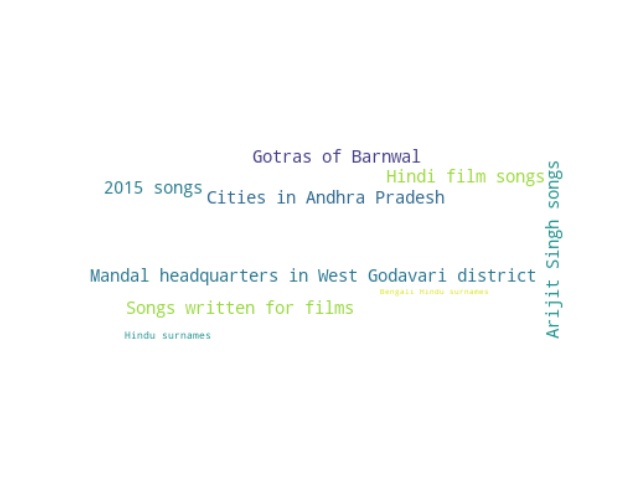 Gotras of Barnwal
Hindi film songs
2015 songs
Cities in Andhra Pradesh
Arijit Singh songs
Mandal headquarters in West Godavari district
Bengali Hindu surnames
Songs written for films
Hindu surnames